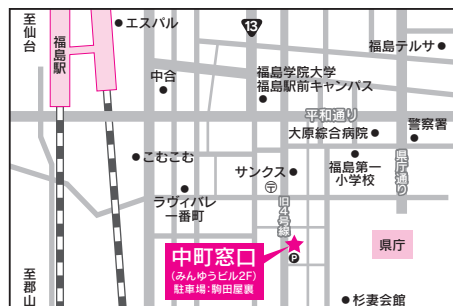 至仙台
エスパル
13
福島テルサ
福島駅
中合
福島学院大学
福島駅前キャンパス
平和通り
大原綜合病院
警察署
こむこむ
サンクス
福島第一
小学校
県庁通り
〒
ラヴィバレ
一番町
旧4号線
中町窓口
(みんゆうビル2F)
駐車場:駒田屋裏
P
県庁
至郡山
杉妻会館